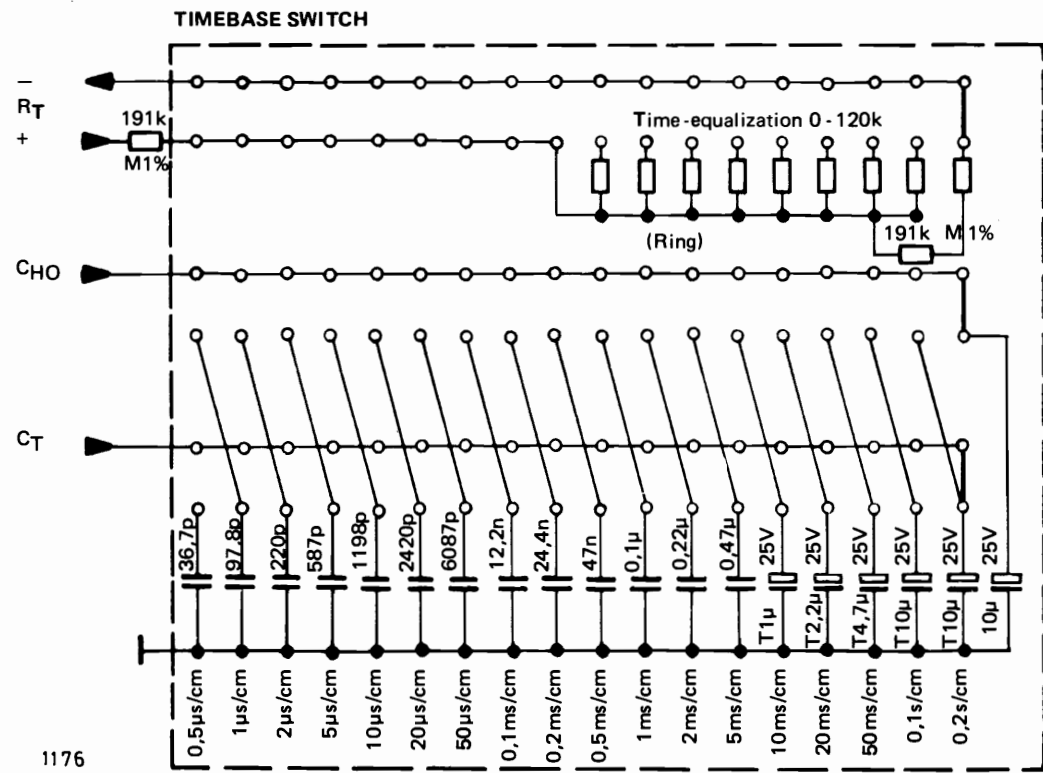 TIMEBASE SWITCH
–
RT
+
191k
M1%
Time-equalization 0 - 120k
(Ring)
191k M 1%
CHO
CT
36,7p
97,8p
220p
587p
1198p
2420p
6087p
12,2n
24,4n
47n
0,1µ
0,22µ
0,47µ
T1µ 25V
T2,2µ 25V
T4,7µ 25V
T10µ 25V
T10µ 25V
10µ 25V
0,5µs/cm
1µs/cm
2µs/cm
5µs/cm
10µs/cm
20µs/cm
50µs/cm
0,1ms/cm
0,2ms/cm
0,5ms/cm
1ms/cm
2ms/cm
5ms/cm
10ms/cm
20ms/cm
50ms/cm
0,1s/cm
0,2s/cm
1176